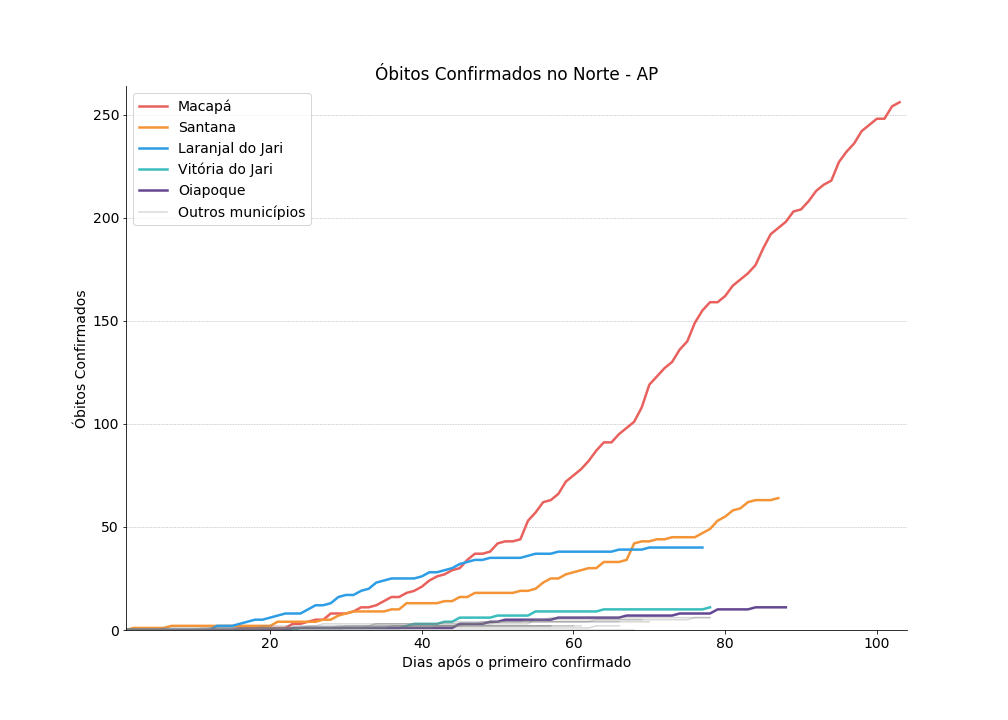 Óbitos Confirmados no Norte - AP
Macapá
Santana
Laranjal do Jari
Vitória do Jari
Oiapoque
Outros municípios
Óbitos Confirmados
250
200
150
100
50
0
20
40
60
80
100
Dias após o primeiro confirmado